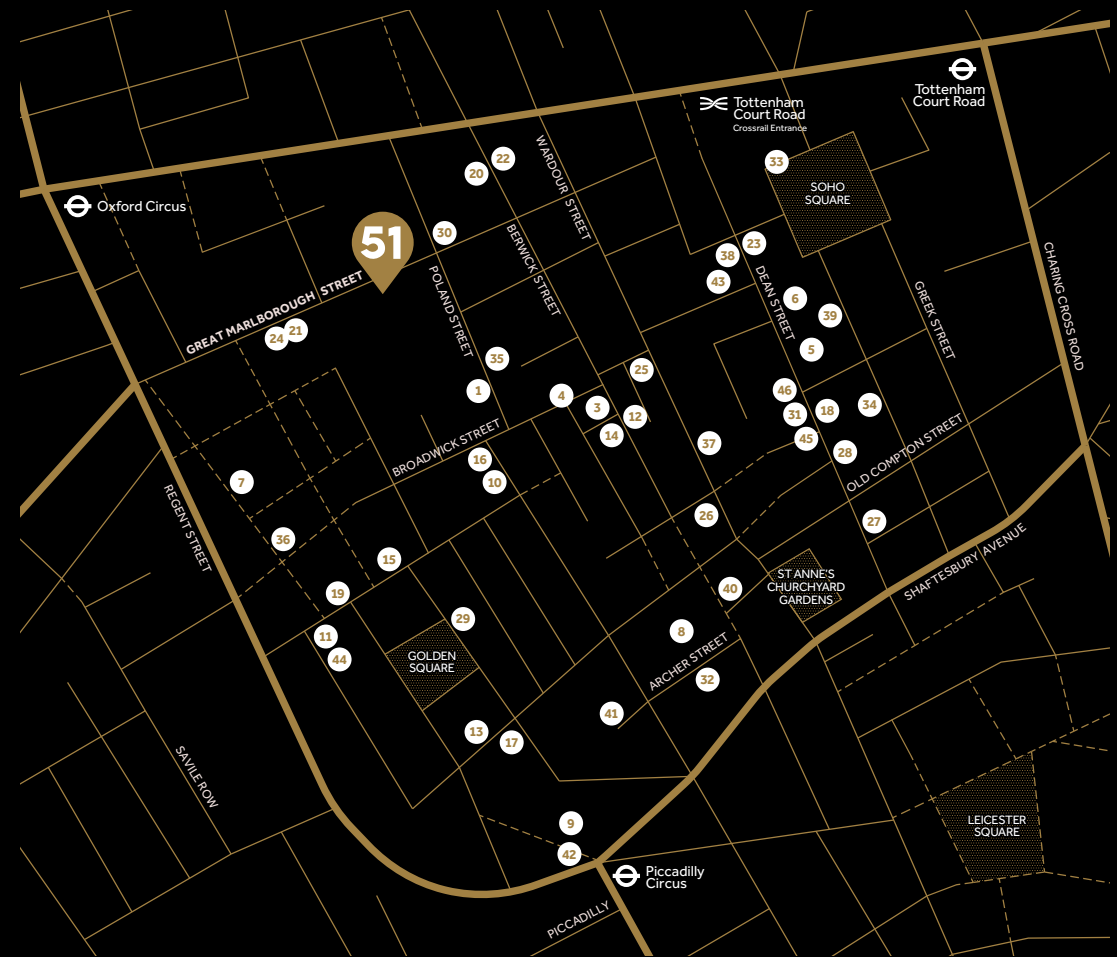 Tottenham
Court Road
Tottenham
Court Road
Crossrail Entrance
WARDOUR STREET
22
20
33
SOHO
SQUARE
Oxford Circus
51
30
BERWICK STREET
23
38
43
POLAND STREET
DEAN STREET
GREEK STREET
CHARING CROSS ROAD
GREAT MARLBOROUGH STREET
6
39
21
24
5
35
25
1
4
3
12
14
46
31
18
34
45
28
37
BROADWICK STREET
16
10
OLD COMPTON STREET
7
REGENT STREET
26
27
36
15
SHAFTESBURY AVENUE
ST ANNE'S
CHURCHYARD
GARDENS
19
40
29
11
44
8
GOLDEN
SQUARE
ARCHER STREET
32
41
13
17
SAVILE ROW
9
42
LEICESTER
SQUARE
Piccadilly
Circus
PICCADILLY